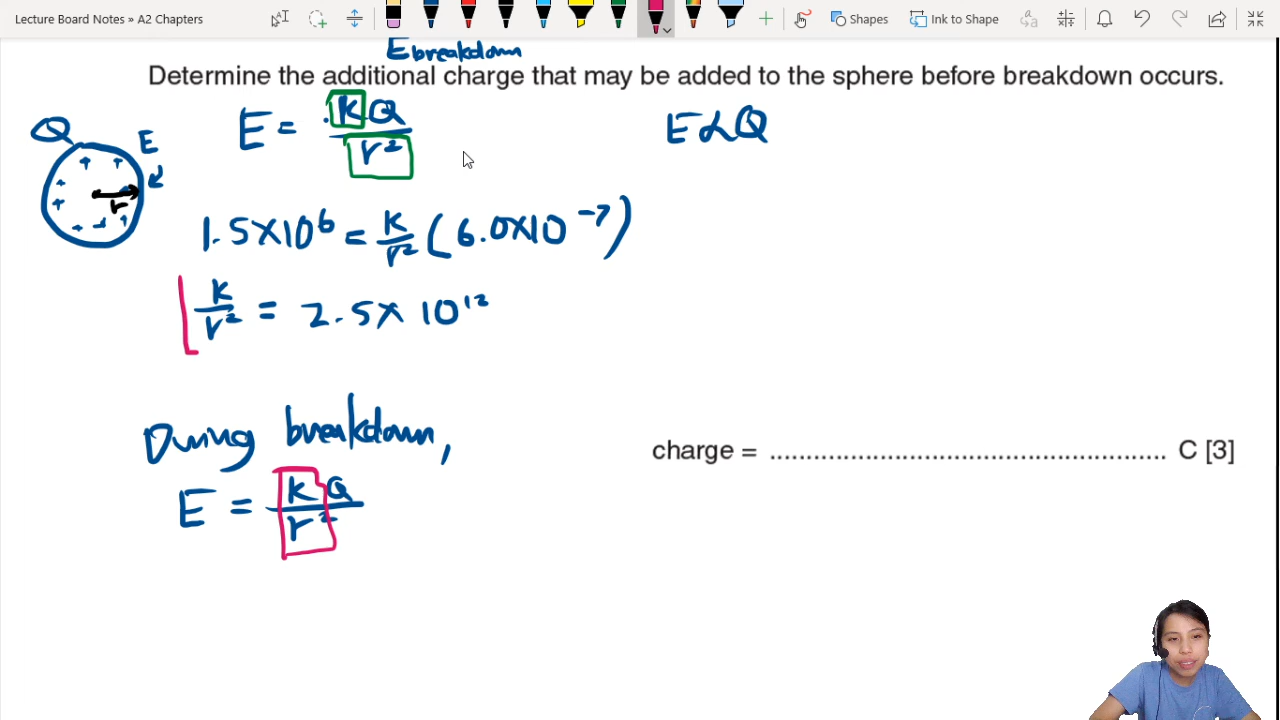 Lecture Board Notes » A2 Chapters
Shapes
Ink to Shape
E breakdown
Determine the additional charge that may be added to the sphere before breakdown occurs.
Q
E
r
E = kQ / r²
E ∝ Q
1.5×10⁶ = k/r² (6.0×10⁻⁷)
k/r² = 2.5 × 10¹²
During breakdown,
E = kQ / r²
charge = ...................................................... C [3]